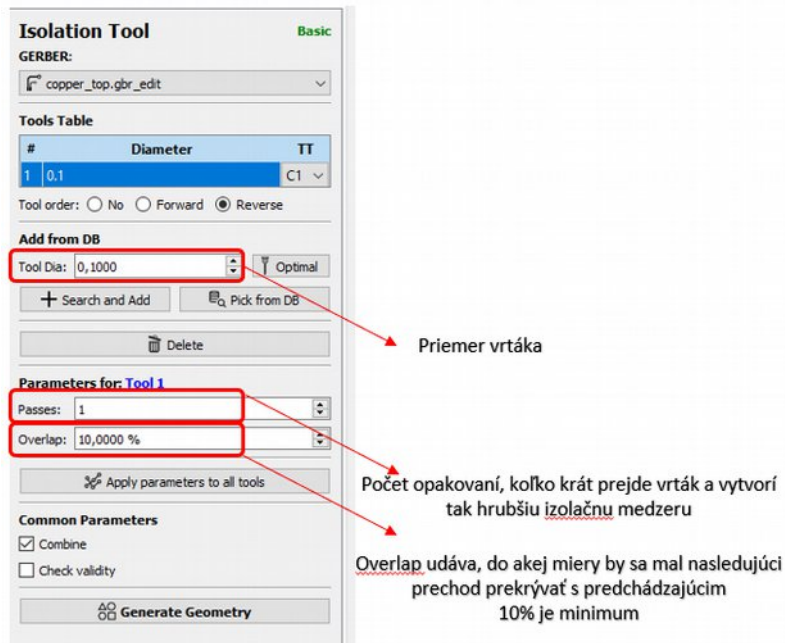 Isolation Tool Basic
GERBER:
copper_top.gbr_edit
Tools Table
# Diameter TT
1 0.1 C1
Tool order: No Forward Reverse
Add from DB
Tool Dia: 0,1000 Optimal
Search and Add Pick from DB
Delete
Priemer vrtáka
Parameters for: Tool 1
Passes: 1
Overlap: 10,0000 %
Apply parameters to all tools
Počet opakovaní, koľko krát prejde vrták a vytvorí
tak hrubšiu izolačnu medzeru
Common Parameters
Combine
Check validity
Overlap udáva, do akej miery by sa mal nasledujúci
prechod prekrývať s predchádzajúcim
10% je minimum
Generate Geometry